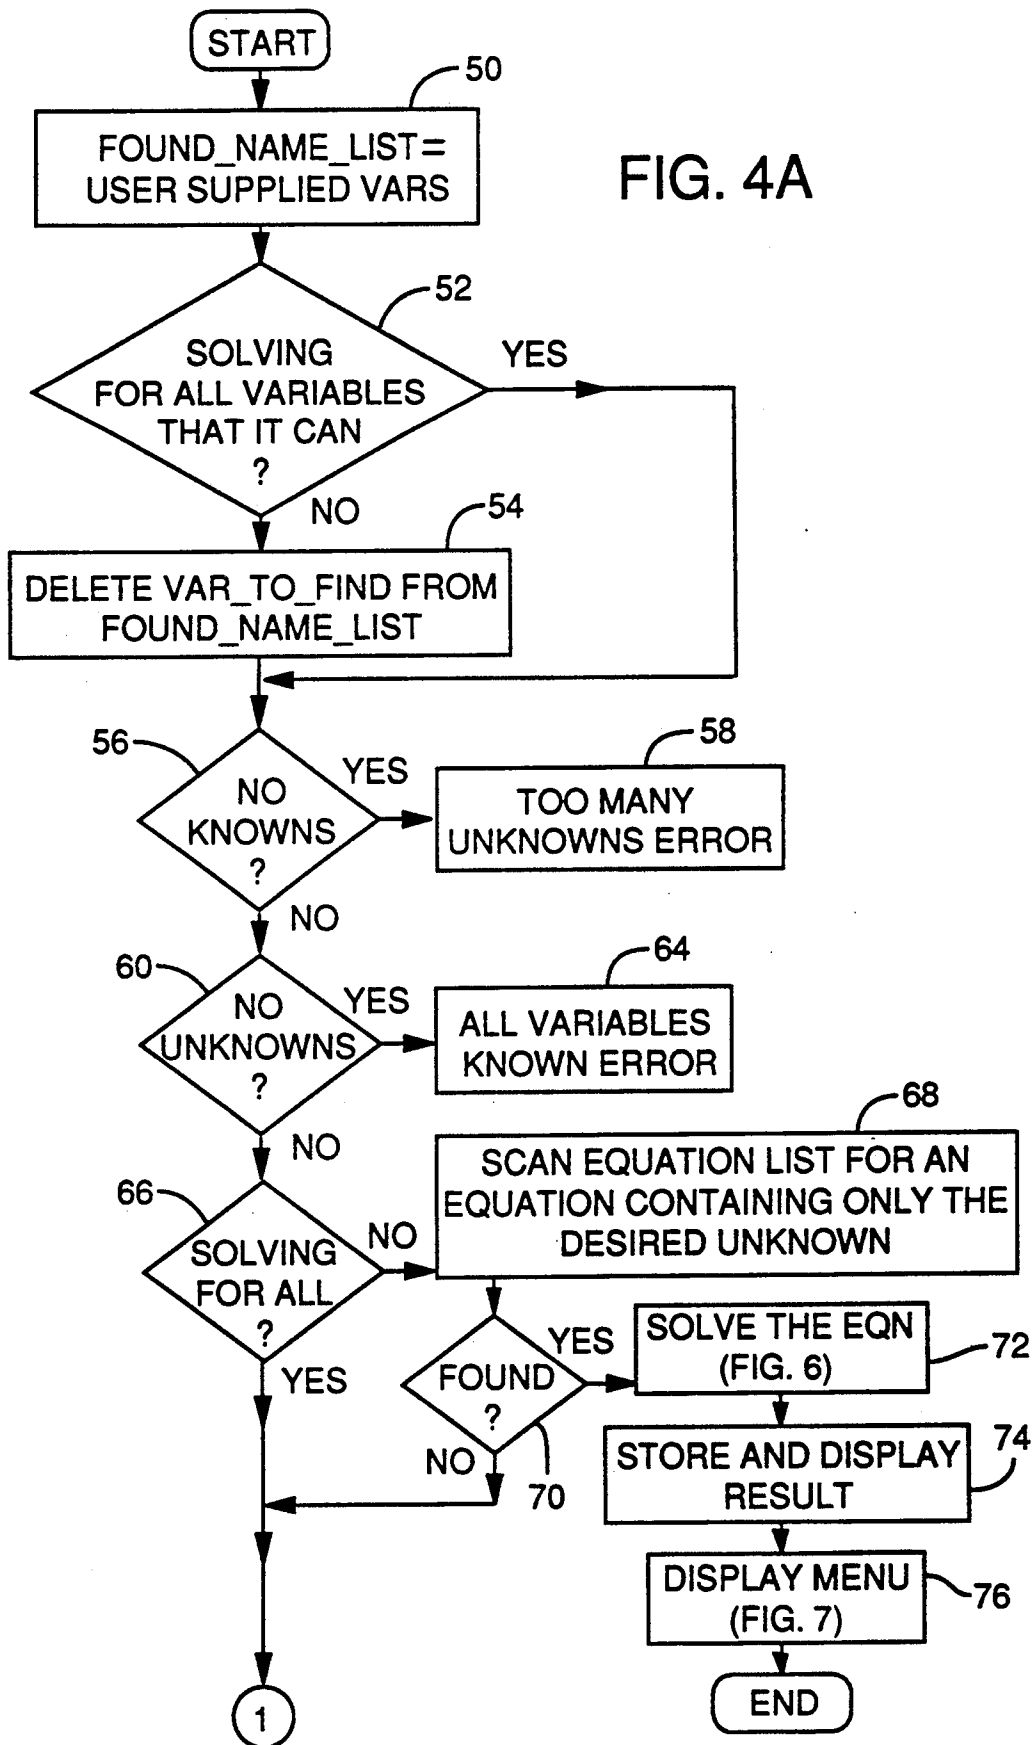 START
50
FOUND_NAME_LIST=
USER SUPPLIED VARS
FIG. 4A
52
SOLVING
FOR ALL VARIABLES
THAT IT CAN
?
YES
NO
54
DELETE VAR_TO_FIND FROM
FOUND_NAME_LIST
56
NO
KNOWNS
?
YES
58
TOO MANY
UNKNOWNS ERROR
NO
60
NO
UNKNOWNS
?
YES
64
ALL VARIABLES
KNOWN ERROR
NO
66
SOLVING
FOR ALL
?
NO
68
SCAN EQUATION LIST FOR AN
EQUATION CONTAINING ONLY THE
DESIRED UNKNOWN
YES
FOUND
?
70
YES
SOLVE THE EQN
(FIG. 6)
72
NO
STORE AND DISPLAY
RESULT
74
DISPLAY MENU
(FIG. 7)
76
END
1